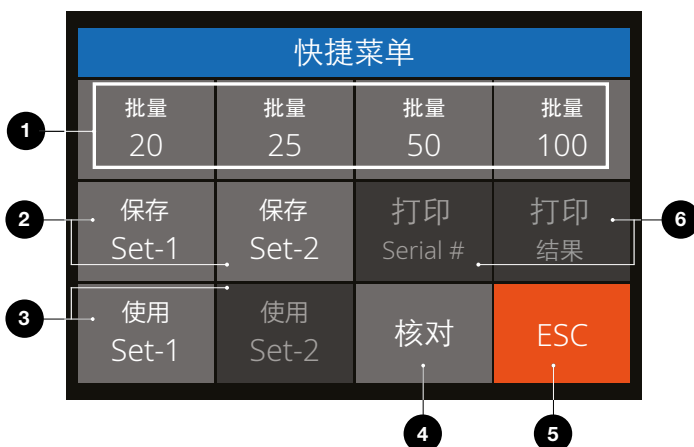 快捷菜单
批量 批量 批量 批量
1
20 25 50 100
保存 保存 打印 打印
2 6
Set-1 Set-2 Serial # 结果
使用 使用
3 核对 ESC
Set-1 Set-2
4 5